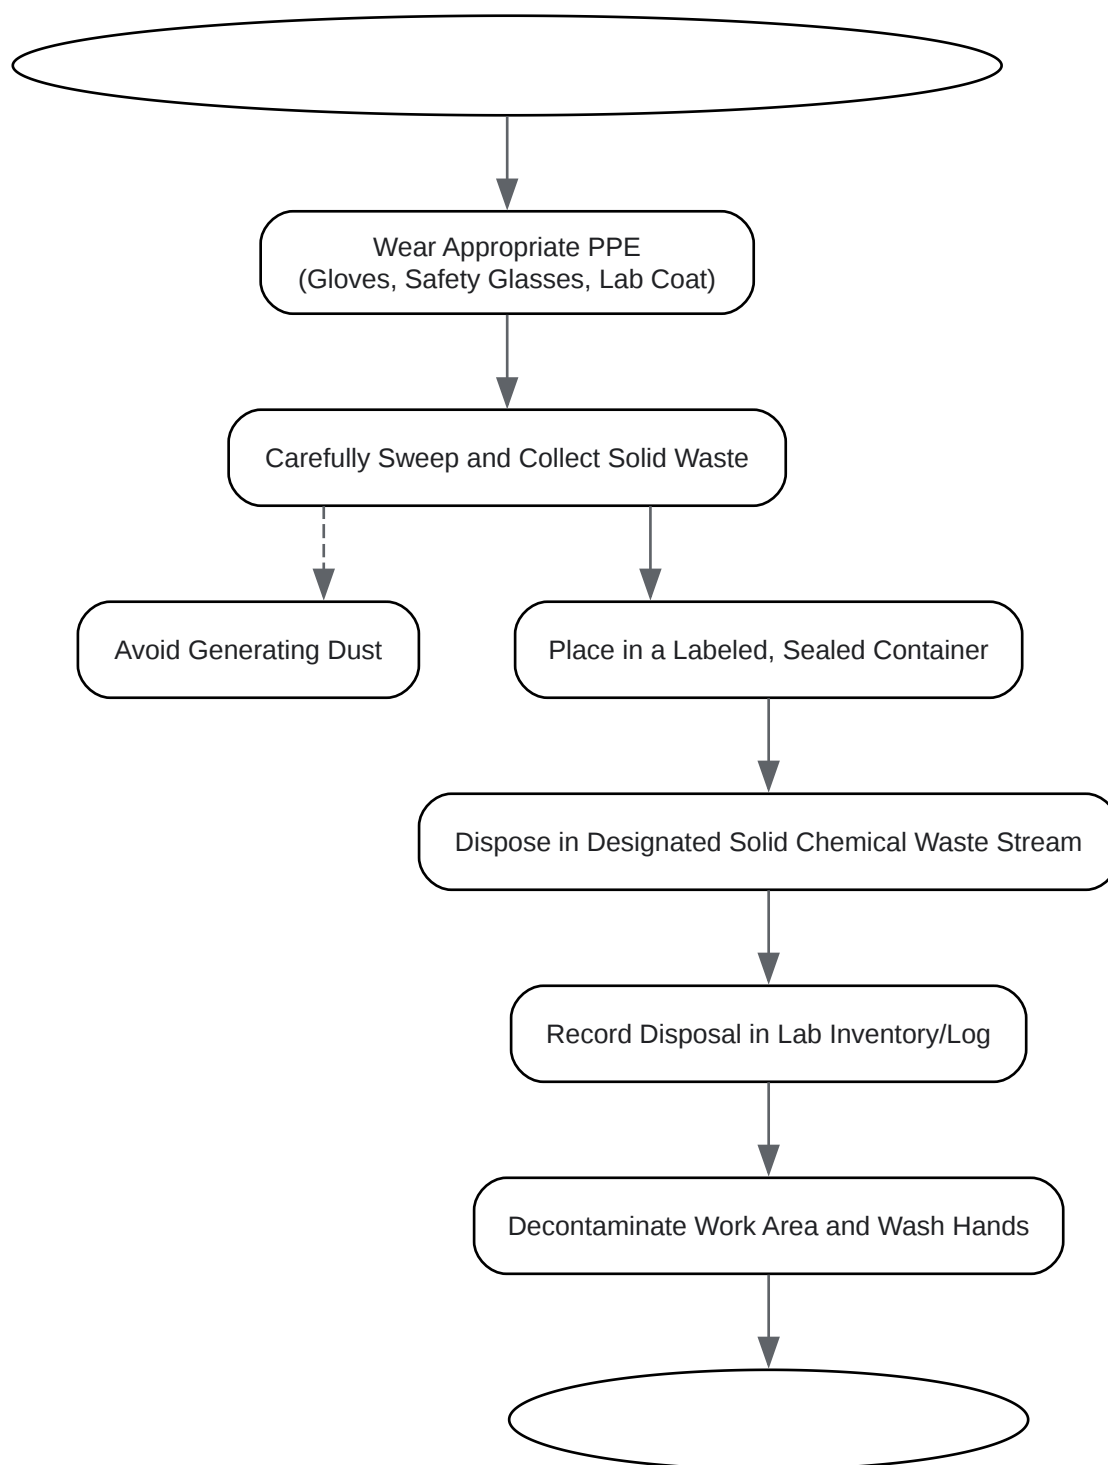 Wear Appropriate PPE
(Gloves, Safety Glasses, Lab Coat)
Carefully Sweep and Collect Solid Waste
Avoid Generating Dust
Place in a Labeled, Sealed Container
Dispose in Designated Solid Chemical Waste Stream
Record Disposal in Lab Inventory/Log
Decontaminate Work Area and Wash Hands